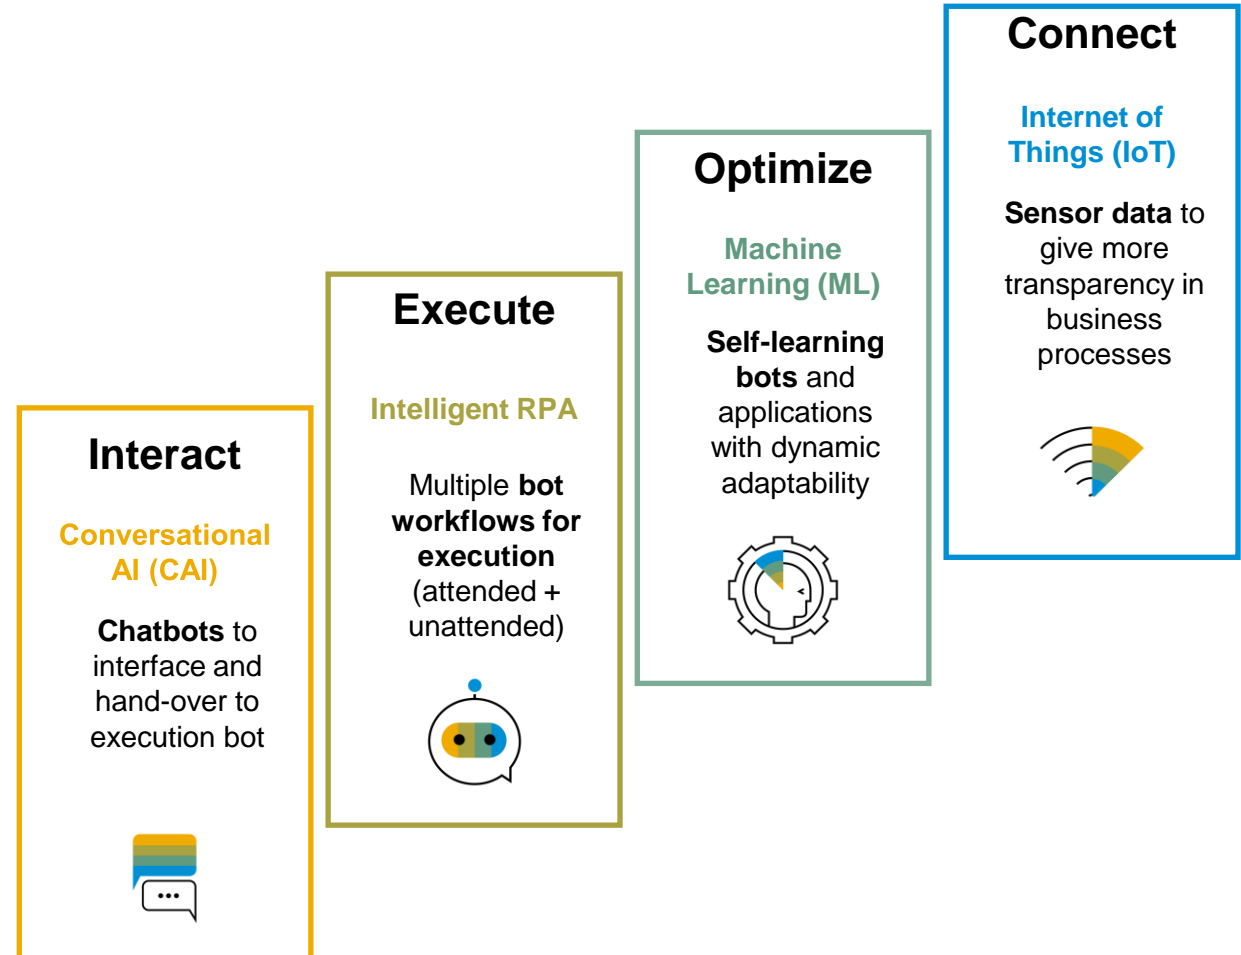 Interact
Conversational
AI (CAI)
Chatbots to
interface and
hand-over to
execution bot
Execute
Intelligent RPA
Multiple bot
workflows for
execution
(attended +
unattended)
Optimize
Machine
Learning (ML)
Self-learning
bots and
applications
with dynamic
adaptability
Connect
Internet of
Things (IoT)
Sensor data to
give more
transparency in
business
processes